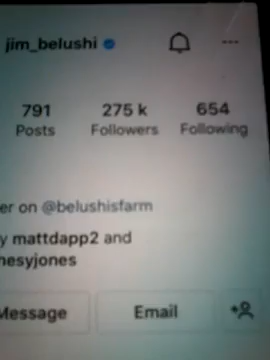 jim_belushi
791 275 k 654
Posts Followers Following
er on @belushisfarm
y mattdapp2 and
nesyjones
Message Email